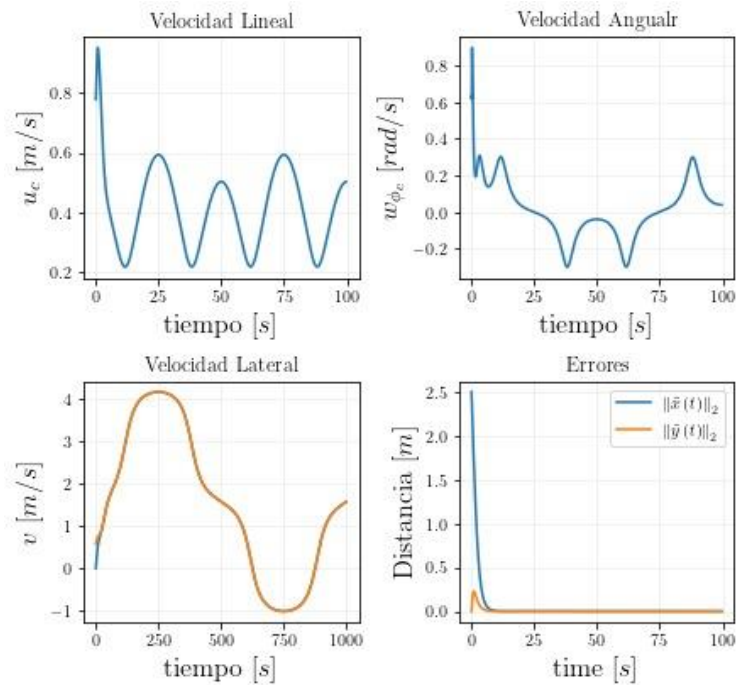 Velocidad Lineal
u_c [m/s]
0.8
0.6
0.4
0.2
0 25 50 75 100
tiempo [s]
Velocidad Angualr
w_{ϕ_c} [rad/s]
0.8
0.6
0.4
0.2
0.0
−0.2
0 25 50 75 100
tiempo [s]
Velocidad Lateral
v [m/s]
4
3
2
1
0
−1
0 250 500 750 1000
tiempo [s]
Errores
Distancia [m]
2.5
2.0
1.5
1.0
0.5
0.0
‖x̃ (t)‖₂
‖ỹ (t)‖₂
0 25 50 75 100
time [s]